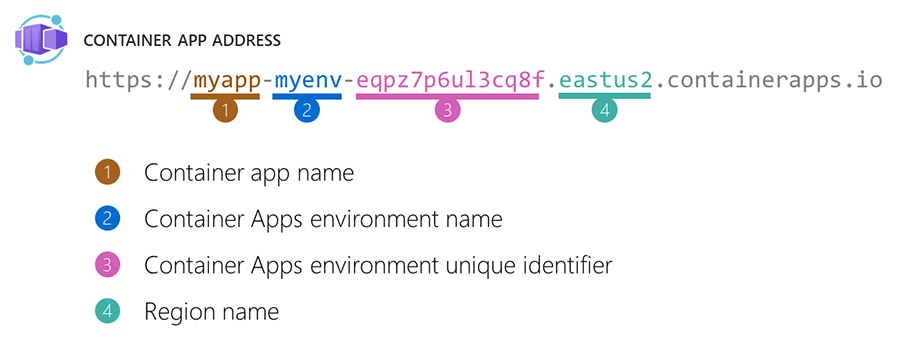 CONTAINER APP ADDRESS
https://myapp-myenv-eqpz7p6ul3cq8f.eastus2.containerapps.io
1 2 3 4
1 Container app name
2 Container Apps environment name
3 Container Apps environment unique identifier
4 Region name